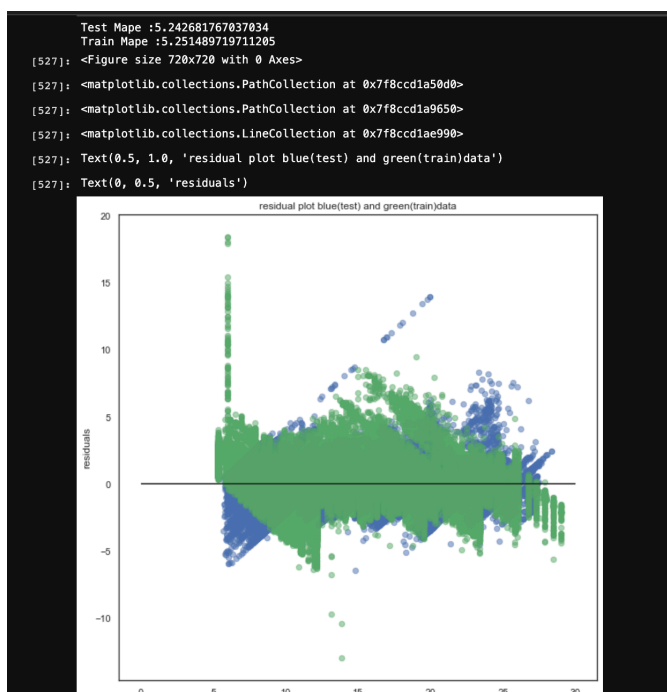 Test Mape :5.242681767037034
Train Mape :5.251489719711205
[527]: <Figure size 720x720 with 0 Axes>
[527]: <matplotlib.collections.PathCollection at 0x7f8ccd1a50d0>
[527]: <matplotlib.collections.PathCollection at 0x7f8ccd1a9650>
[527]: <matplotlib.collections.LineCollection at 0x7f8ccd1ae990>
[527]: Text(0.5, 1.0, 'residual plot blue(test) and green(train)data')
[527]: Text(0, 0.5, 'residuals')
residual plot blue(test) and green(train)data
20
15
10
5
0
−5
−10
residuals
0 5 10 15 20 25 30